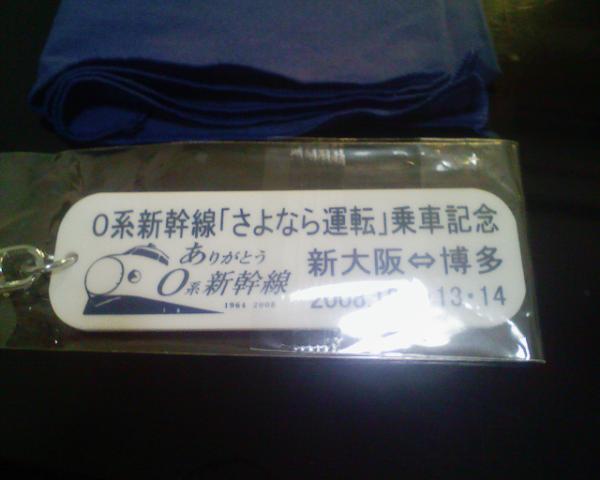 0系新幹線「さよなら運転」乗車記念
ありがとう
0系新幹線
1964 2008
新大阪⇔博多
2008.12 13・14